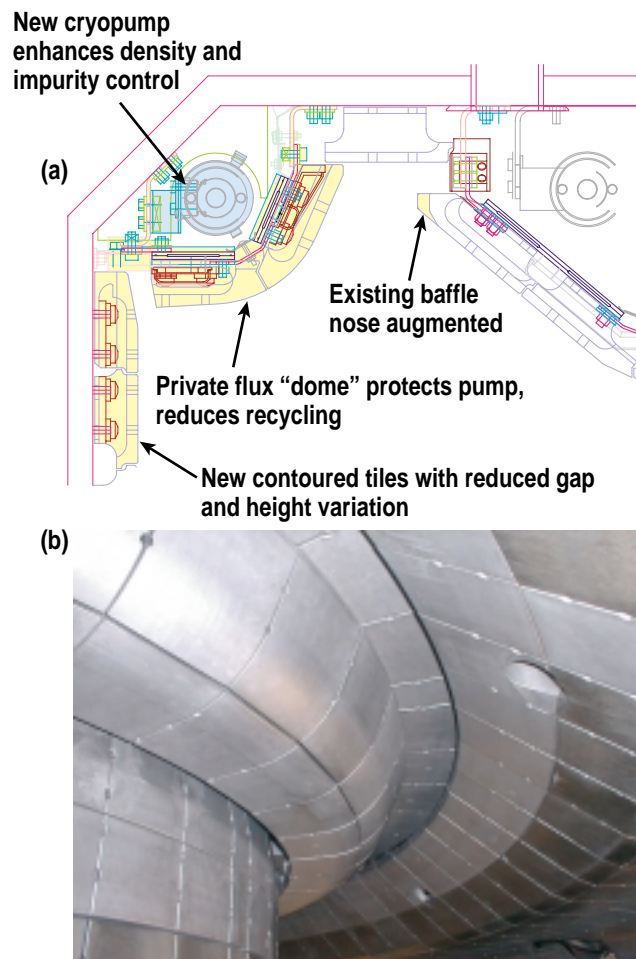 New cryopump
enhances density and
impurity control
(a)
Existing baffle
nose augmented
Private flux “dome” protects pump,
reduces recycling
New contoured tiles with reduced gap
and height variation
(b)